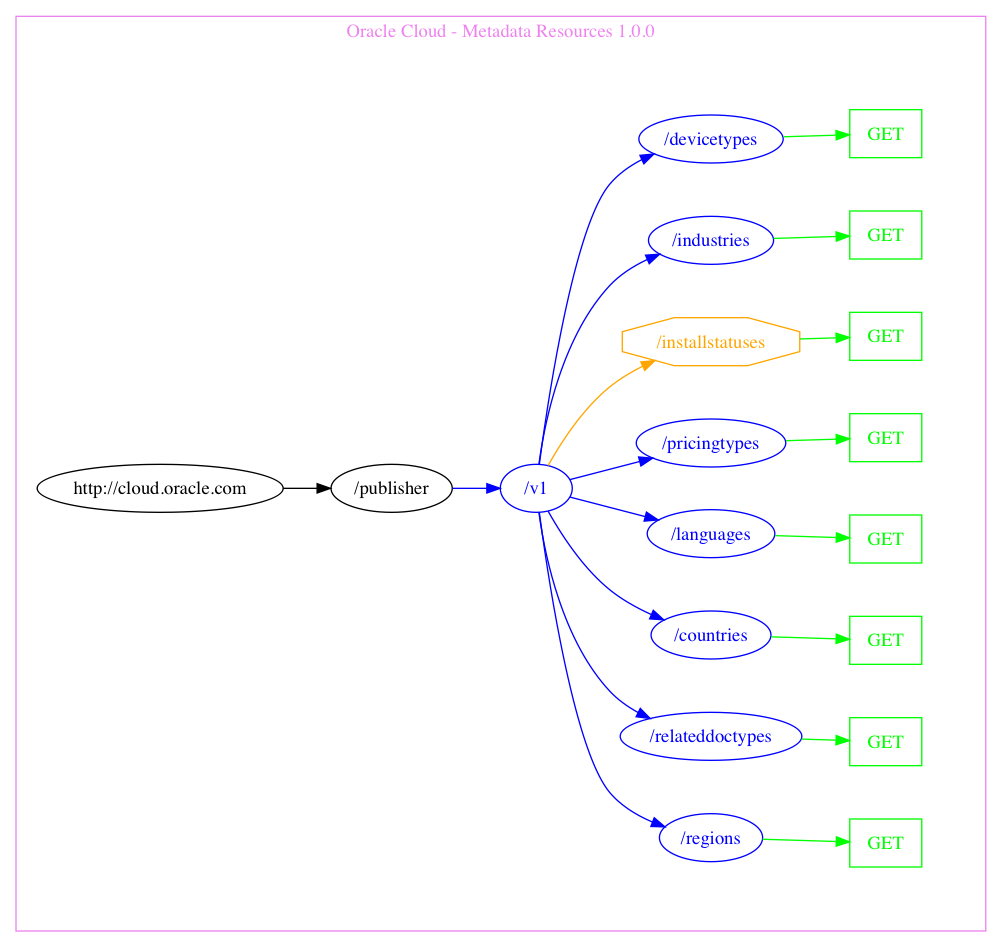 Oracle Cloud - Metadata Resources 1.0.0
/devicetypes
GET
/industries
GET
/installstatuses
GET
/pricingtypes
GET
http://cloud.oracle.com
/publisher
/v1
/languages
GET
/countries
GET
/relateddoctypes
GET
/regions
GET